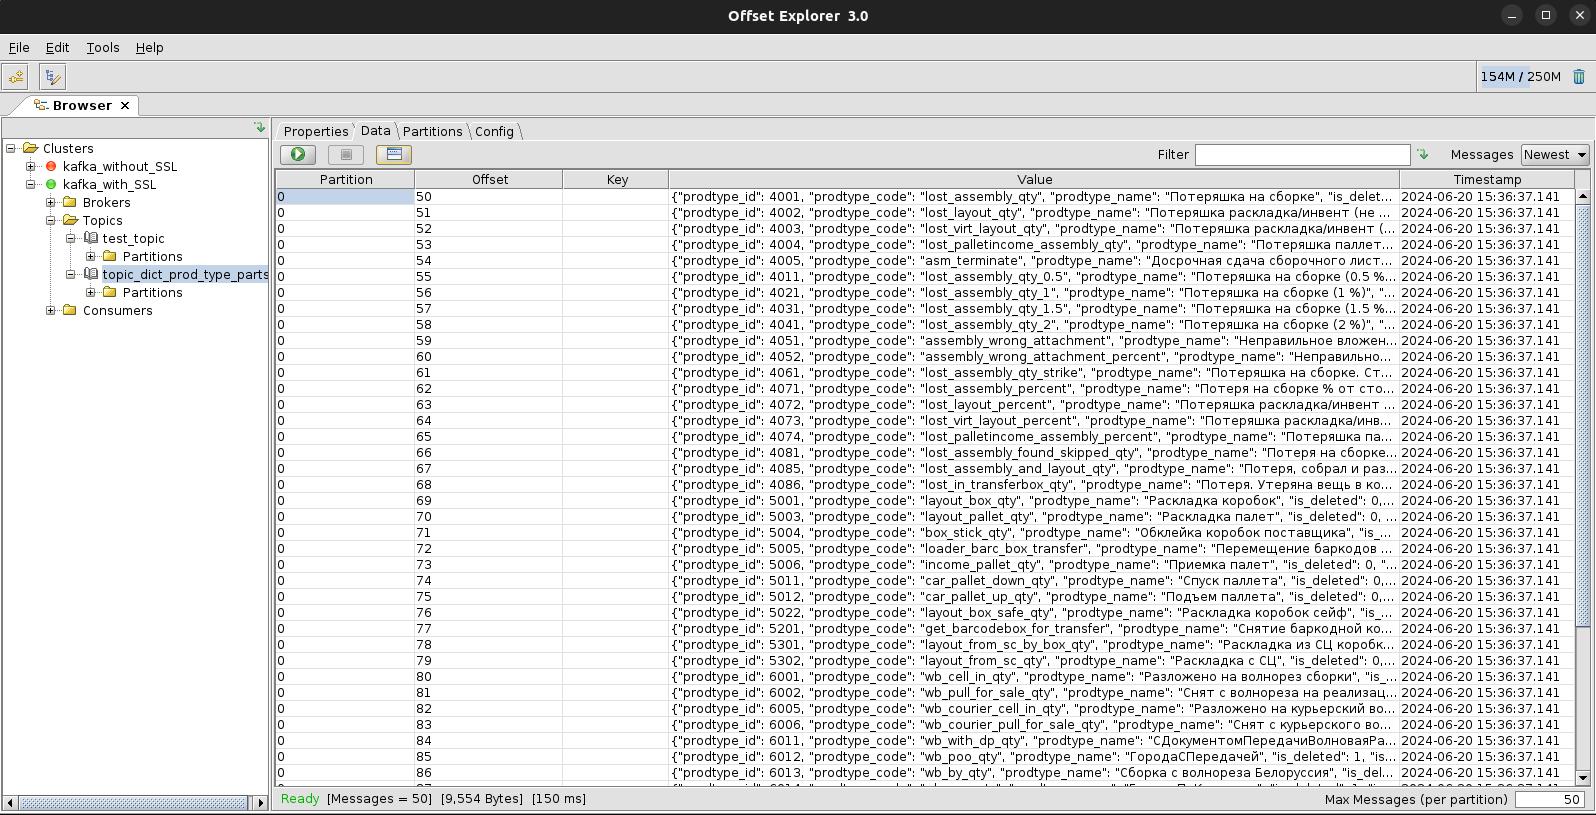 Offset Explorer 3.0
File Edit Tools Help
154M / 250M
Browser
Properties Data Partitions Config
Filter Messages Newest
Clusters
kafka_without_SSL
kafka_with_SSL
Brokers
Topics
test_topic
Partitions
topic_dict_prod_type_parts
Partitions
Consumers
Partition Offset Key Value Timestamp
0 50 {"prodtype_id": 4001, "prodtype_code": "lost_assembly_qty", "prodtype_name": "Потеряшка на сборке", "is_delet... 2024-06-20 15:36:37.141
0 51 {"prodtype_id": 4002, "prodtype_code": "lost_layout_qty", "prodtype_name": "Потеряшка раскладка/инвент (не ... 2024-06-20 15:36:37.141
0 52 {"prodtype_id": 4003, "prodtype_code": "lost_virt_layout_qty", "prodtype_name": "Потеряшка раскладка/инвент (... 2024-06-20 15:36:37.141
0 53 {"prodtype_id": 4004, "prodtype_code": "lost_palletincome_assembly_qty", "prodtype_name": "Потеряшка паллет... 2024-06-20 15:36:37.141
0 54 {"prodtype_id": 4005, "prodtype_code": "asm_terminate", "prodtype_name": "Досрочная сдача сборочного лист... 2024-06-20 15:36:37.141
0 55 {"prodtype_id": 4011, "prodtype_code": "lost_assembly_qty_0.5", "prodtype_name": "Потеряшка на сборке (0.5 %... 2024-06-20 15:36:37.141
0 56 {"prodtype_id": 4021, "prodtype_code": "lost_assembly_qty_1", "prodtype_name": "Потеряшка на сборке (1 %)", "... 2024-06-20 15:36:37.141
0 57 {"prodtype_id": 4031, "prodtype_code": "lost_assembly_qty_1.5", "prodtype_name": "Потеряшка на сборке (1.5 %... 2024-06-20 15:36:37.141
0 58 {"prodtype_id": 4041, "prodtype_code": "lost_assembly_qty_2", "prodtype_name": "Потеряшка на сборке (2 %)", "... 2024-06-20 15:36:37.141
0 59 {"prodtype_id": 4051, "prodtype_code": "assembly_wrong_attachment", "prodtype_name": "Неправильное вложен... 2024-06-20 15:36:37.141
0 60 {"prodtype_id": 4052, "prodtype_code": "assembly_wrong_attachment_percent", "prodtype_name": "Неправильно... 2024-06-20 15:36:37.141
0 61 {"prodtype_id": 4061, "prodtype_code": "lost_assembly_qty_strike", "prodtype_name": "Потеряшка на сборке. Ст... 2024-06-20 15:36:37.141
0 62 {"prodtype_id": 4071, "prodtype_code": "lost_assembly_percent", "prodtype_name": "Потеря на сборке % от сто... 2024-06-20 15:36:37.141
0 63 {"prodtype_id": 4072, "prodtype_code": "lost_layout_percent", "prodtype_name": "Потеряшка раскладка/инвент ... 2024-06-20 15:36:37.141
0 64 {"prodtype_id": 4073, "prodtype_code": "lost_virt_layout_percent", "prodtype_name": "Потеряшка раскладка/инв... 2024-06-20 15:36:37.141
0 65 {"prodtype_id": 4074, "prodtype_code": "lost_palletincome_assembly_percent", "prodtype_name": "Потеряшка па... 2024-06-20 15:36:37.141
0 66 {"prodtype_id": 4081, "prodtype_code": "lost_assembly_found_skipped_qty", "prodtype_name": "Потеря на сборке... 2024-06-20 15:36:37.141
0 67 {"prodtype_id": 4085, "prodtype_code": "lost_assembly_and_layout_qty", "prodtype_name": "Потеря, собрал и раз... 2024-06-20 15:36:37.141
0 68 {"prodtype_id": 4086, "prodtype_code": "lost_in_transferbox_qty", "prodtype_name": "Потеря. Утеряна вещь в ко... 2024-06-20 15:36:37.141
0 69 {"prodtype_id": 5001, "prodtype_code": "layout_box_qty", "prodtype_name": "Раскладка коробок", "is_deleted": 0,... 2024-06-20 15:36:37.141
0 70 {"prodtype_id": 5003, "prodtype_code": "layout_pallet_qty", "prodtype_name": "Раскладка палет", "is_deleted": 0, ... 2024-06-20 15:36:37.141
0 71 {"prodtype_id": 5004, "prodtype_code": "box_stick_qty", "prodtype_name": "Обклейка коробок поставщика", "is_... 2024-06-20 15:36:37.141
0 72 {"prodtype_id": 5005, "prodtype_code": "loader_barc_box_transfer", "prodtype_name": "Перемещение баркодов ... 2024-06-20 15:36:37.141
0 73 {"prodtype_id": 5006, "prodtype_code": "income_pallet_qty", "prodtype_name": "Приемка палет", "is_deleted": 0, "... 2024-06-20 15:36:37.141
0 74 {"prodtype_id": 5011, "prodtype_code": "car_pallet_down_qty", "prodtype_name": "Спуск паллета", "is_deleted": 0,... 2024-06-20 15:36:37.141
0 75 {"prodtype_id": 5012, "prodtype_code": "car_pallet_up_qty", "prodtype_name": "Подъем паллета", "is_deleted": 0,... 2024-06-20 15:36:37.141
0 76 {"prodtype_id": 5022, "prodtype_code": "layout_box_safe_qty", "prodtype_name": "Раскладка коробок сейф", "is_... 2024-06-20 15:36:37.141
0 77 {"prodtype_id": 5201, "prodtype_code": "get_barcodebox_for_transfer", "prodtype_name": "Снятие баркодной ко... 2024-06-20 15:36:37.141
0 78 {"prodtype_id": 5301, "prodtype_code": "layout_from_sc_by_box_qty", "prodtype_name": "Раскладка из СЦ коробк... 2024-06-20 15:36:37.141
0 79 {"prodtype_id": 5302, "prodtype_code": "layout_from_sc_qty", "prodtype_name": "Раскладка с СЦ", "is_deleted": 0,... 2024-06-20 15:36:37.141
0 80 {"prodtype_id": 6001, "prodtype_code": "wb_cell_in_qty", "prodtype_name": "Разложено на волнорез сборки", "is_... 2024-06-20 15:36:37.141
0 81 {"prodtype_id": 6002, "prodtype_code": "wb_pull_for_sale_qty", "prodtype_name": "Снят с волнореза на реализац... 2024-06-20 15:36:37.141
0 82 {"prodtype_id": 6005, "prodtype_code": "wb_courier_cell_in_qty", "prodtype_name": "Разложено на курьерский во... 2024-06-20 15:36:37.141
0 83 {"prodtype_id": 6006, "prodtype_code": "wb_courier_pull_for_sale_qty", "prodtype_name": "Снят с курьерского во... 2024-06-20 15:36:37.141
0 84 {"prodtype_id": 6011, "prodtype_code": "wb_with_dp_qty", "prodtype_name": "СДокументомПередачиВолноваяРа... 2024-06-20 15:36:37.141
0 85 {"prodtype_id": 6012, "prodtype_code": "wb_poo_qty", "prodtype_name": "ГородаСПередачей", "is_deleted": 1, "is... 2024-06-20 15:36:37.141
0 86 {"prodtype_id": 6013, "prodtype_code": "wb_by_qty", "prodtype_name": "Сборка с волнореза Белоруссия", "is_del... 2024-06-20 15:36:37.141
Ready [Messages = 50] [9,554 Bytes] [150 ms] Max Messages (per partition) 50